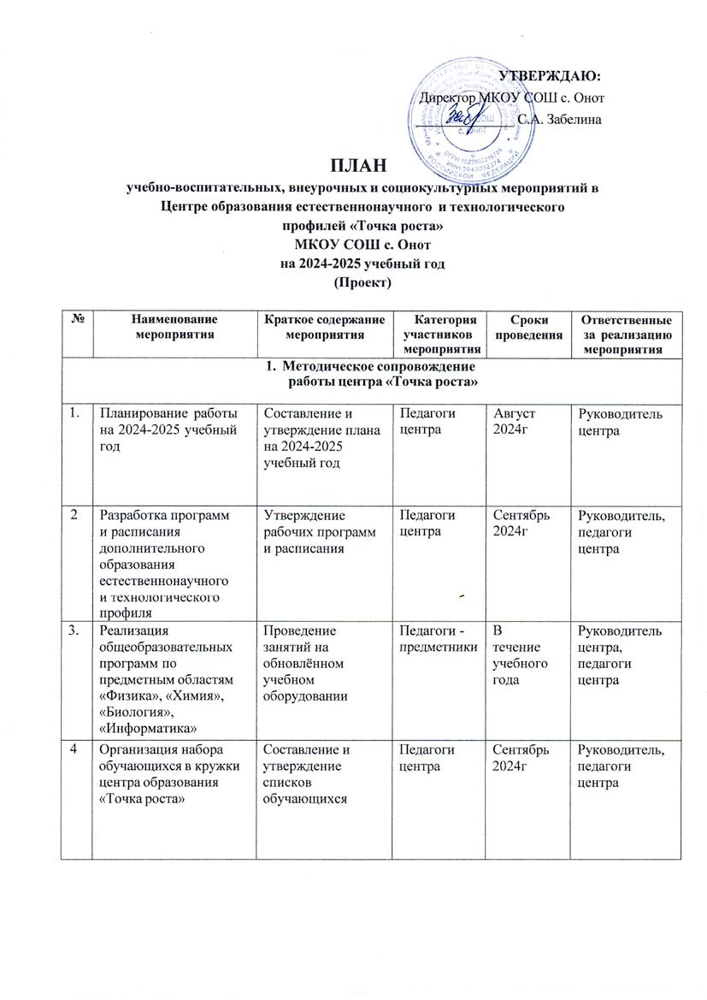 УТВЕРЖДАЮ:
Директор МКОУ СОШ с. Онот
С.А. Забелина
ПЛАН
учебно-воспитательных, внеурочных и социокультурных мероприятий в
Центре образования естественнонаучного и технологического
профилей «Точка роста»
МКОУ СОШ с. Онот
на 2024-2025 учебный год
(Проект)
№ Наименование мероприятия Краткое содержание мероприятия Категория участников мероприятия Сроки проведения Ответственные за реализацию мероприятия
1. Методическое сопровождение
работы центра «Точка роста»
1. Планирование работы Составление и Педагоги Август Руководитель
на 2024-2025 учебный утверждение плана центра 2024г центра
год на 2024-2025
учебный год
2 Разработка программ Утверждение Педагоги Сентябрь Руководитель,
и расписания рабочих программ центра 2024г педагоги
дополнительного и расписания центра
образования
естественнонаучного
и технологического
профиля
3. Реализация Проведение Педагоги - В Руководитель
общеобразовательных занятий на предметники течение центра,
программ по обновлённом учебного педагоги
предметным областям учебном года центра
«Физика», «Химия», оборудовании
«Биология»,
«Информатика»
4 Организация набора Составление и Педагоги Сентябрь Руководитель,
обучающихся в кружки утверждение центра 2024г педагоги
центра образования списков центра
«Точка роста» обучающихся